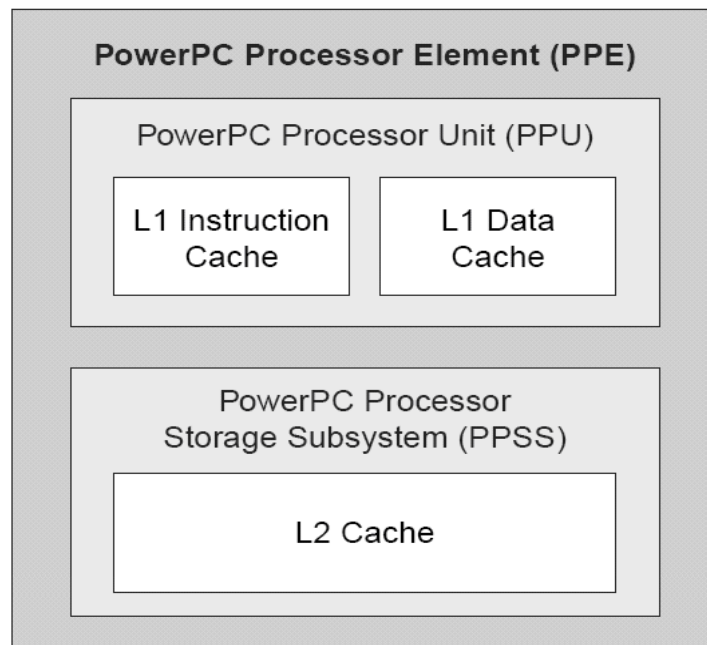 PowerPC Processor Element (PPE)
PowerPC Processor Unit (PPU)
L1 Instruction
Cache
L1 Data
Cache
PowerPC Processor
Storage Subsystem (PPSS)
L2 Cache